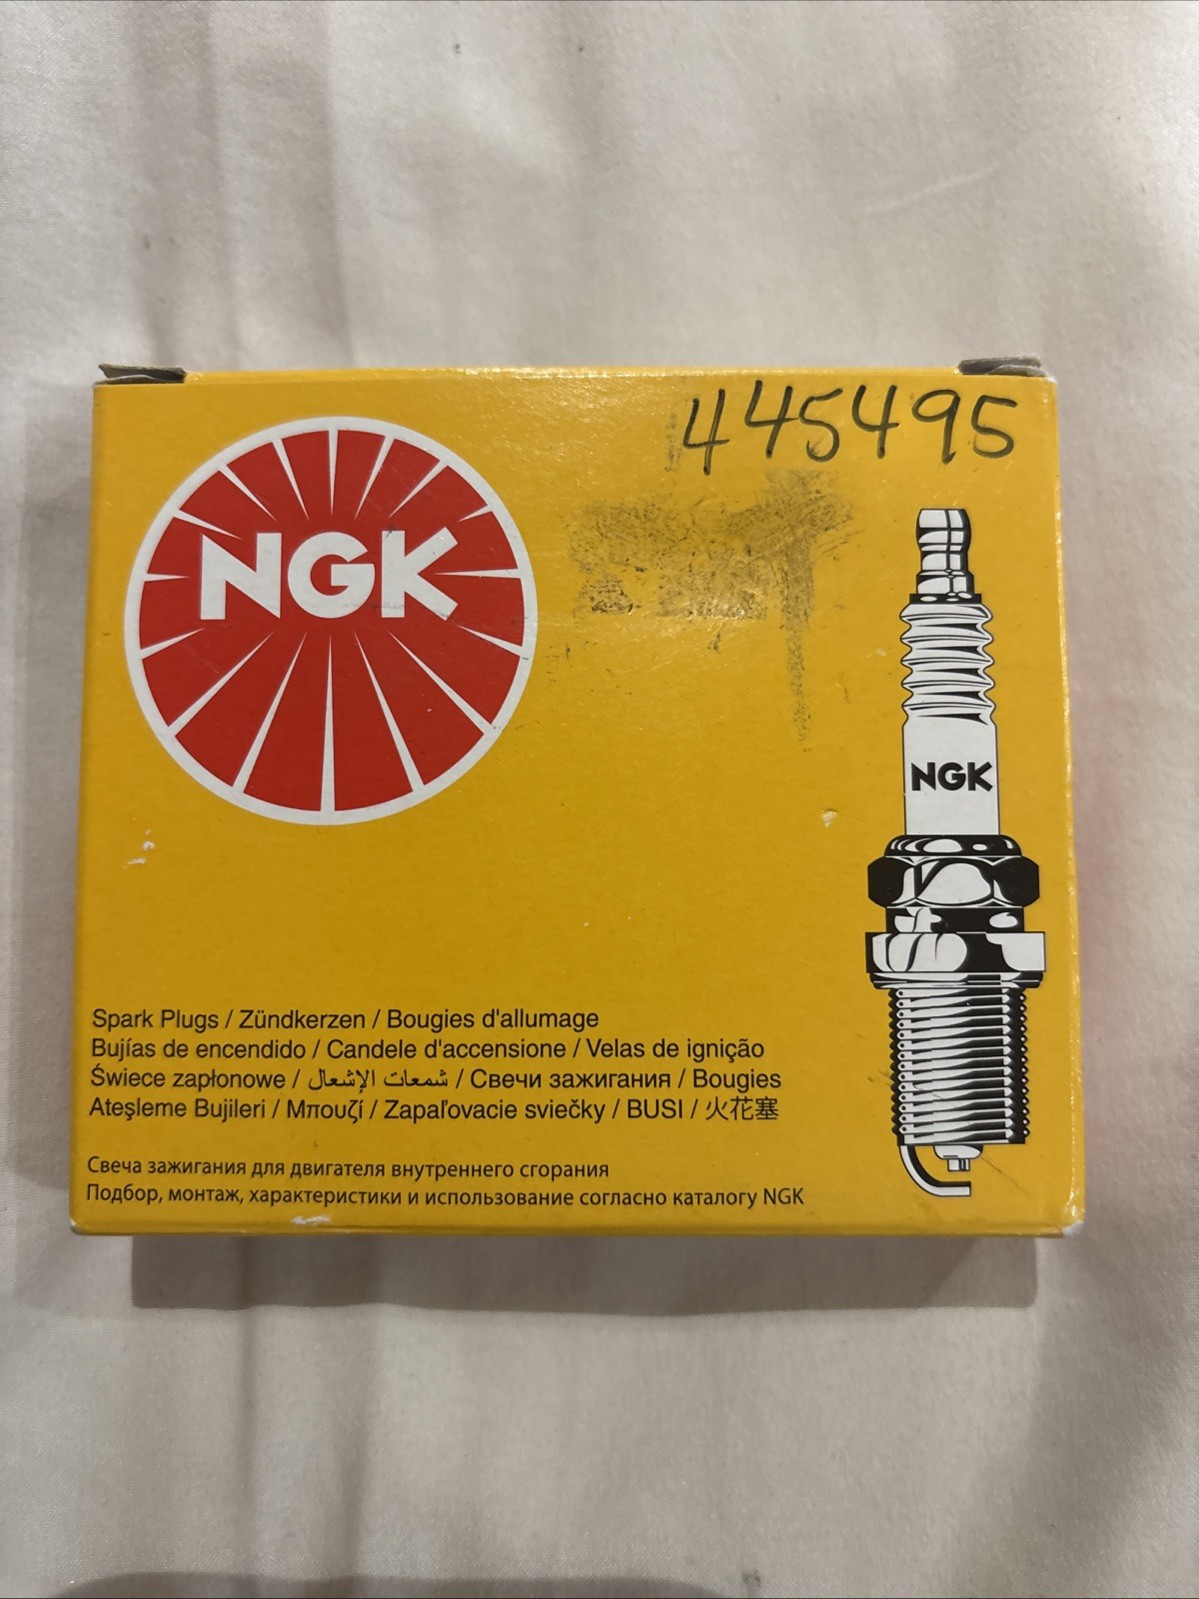 445495
NGK
NGK
Spark Plugs / Zündkerzen / Bougies d'allumage
Bujías de encendido / Candele d'accensione / Velas de ignição
Świece zapłonowe / شمعات الإشعال / Свечи зажигания / Bougies
Ateşleme Bujileri / Μπουζί / Zapaľovacie sviečky / BUSI / 火花塞
Свеча зажигания для двигателя внутреннего сгорания
Подбор, монтаж, характеристики и использование согласно каталогу NGK